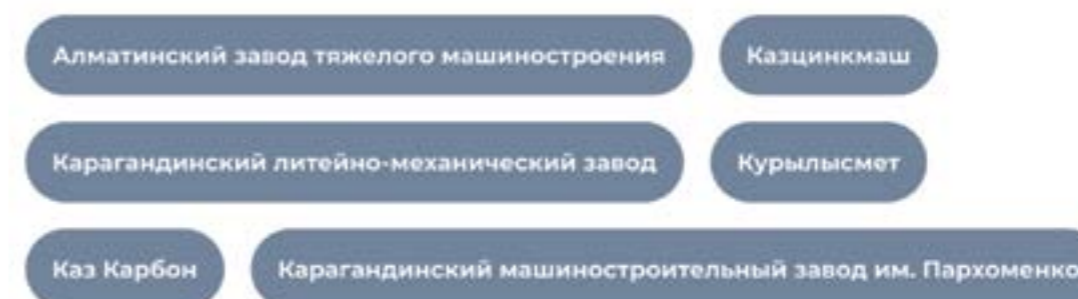 Алматинский завод тяжелого машиностроения Казцинкмаш
Карагандинский литейно-механический завод Курылысмет
Каз Карбон Карагандинский машиностроительный завод им. Пархоменко